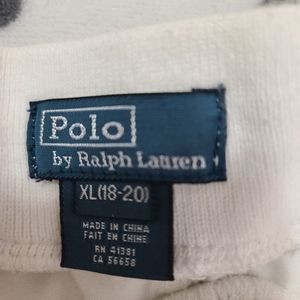 Polo
by Ralph Lauren
XL(18-20)
MADE IN CHINA
FAIT EN CHINE
RN 41381
CA 56658